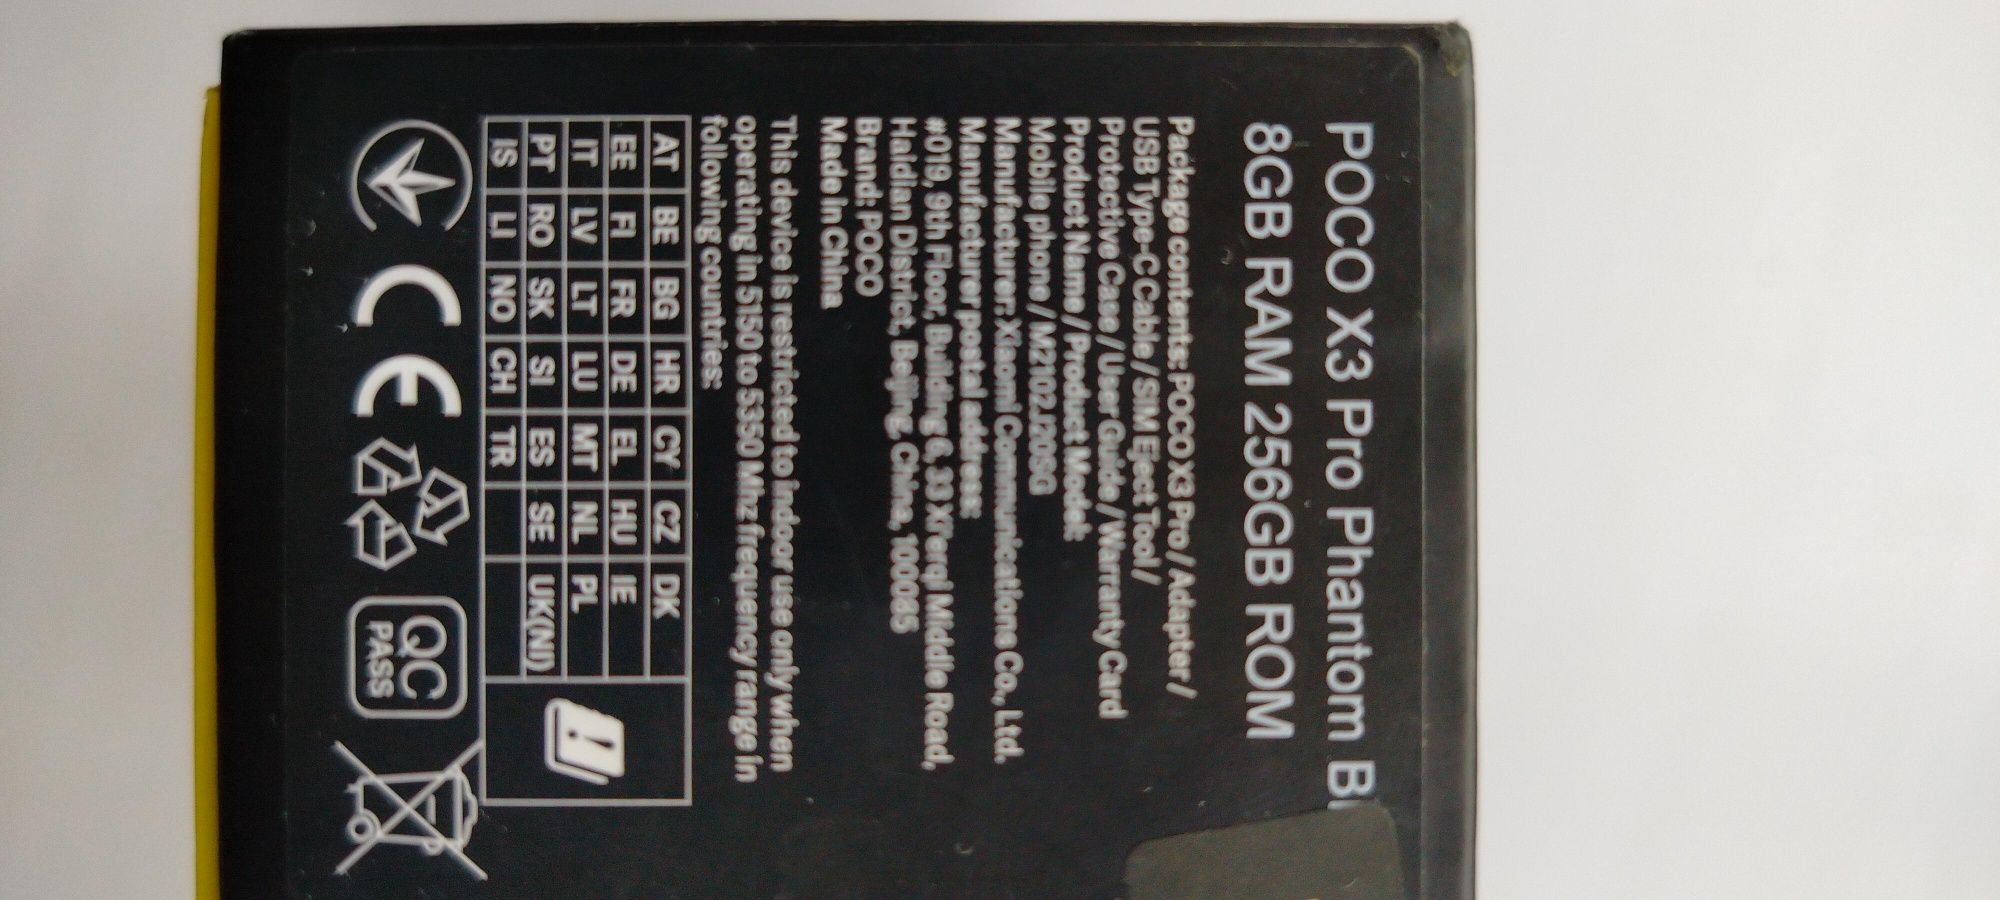 POCO X3 Pro Phantom
8GB RAM 256GB ROM
Package contents: POCO X3 Pro / Adapter /
USB Type-C Cable / SIM Eject Tool /
Protective Case / User Guide / Warranty Card
Product Name / Product Model:
Mobile phone / M2102J20SG
Manufacturer: Xiaomi Communications Co., Ltd.
Manufacturer postal address:
#019, 9th Floor, Building 6, 33 Xi'erqi Middle Road,
Haidian District, Beijing, China, 100085
Brand: POCO
Made in China
This device is restricted to indoor use only when
operating in 5150 to 5350 Mhz frequency range in
following countries:
AT BE BG HR CY CZ DK
EE FI FR DE EL HU IE
IT LV LT LU MT NL PL
PT RO SK SI ES SE UK(NI)
IS LI NO CH TR
CE
QC
PASS